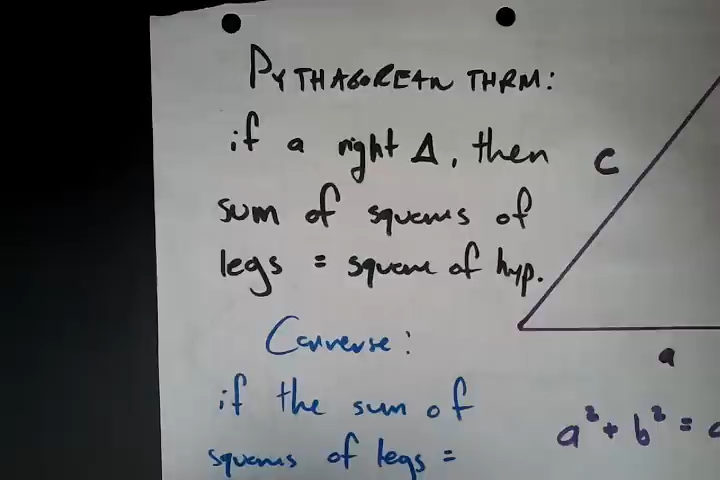 PYTHAGOREAN THRM:
if a right Δ, then
sum of squares of
legs = square of hyp.
Converse:
if the sum of
squares of legs =
c
a
a² + b² =